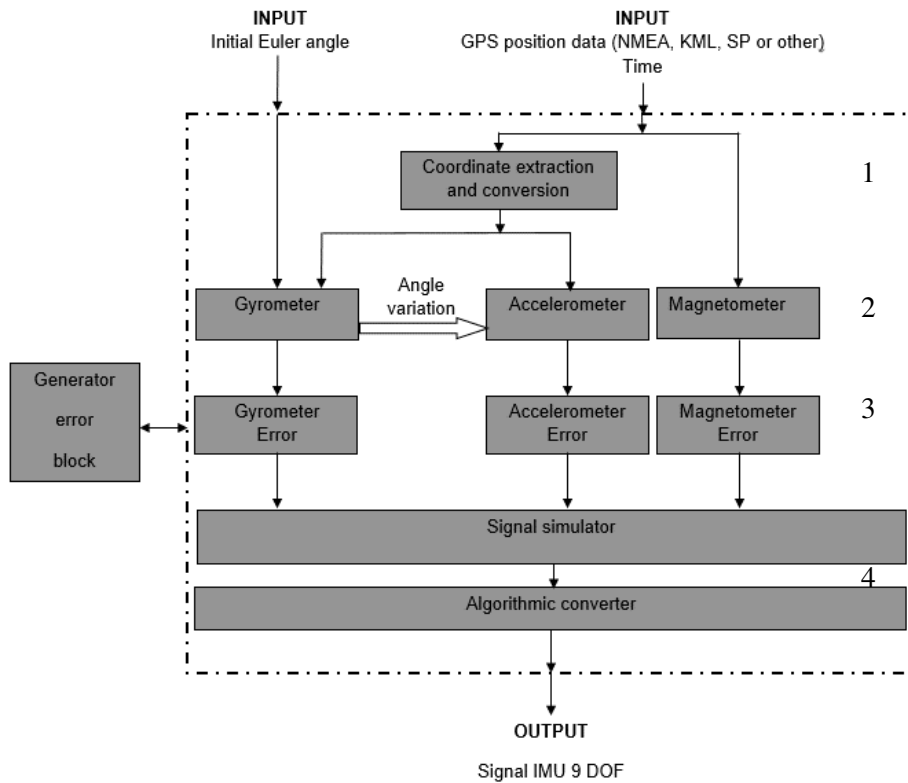 INPUT
Initial Euler angle
INPUT
GPS position data (NMEA, KML, SP or other)
Time
Coordinate extraction
and conversion
1
Gyrometer
Angle
variation
Accelerometer
Magnetometer
2
Generator
error
block
Gyrometer
Error
Accelerometer
Error
Magnetometer
Error
3
Signal simulator
4
Algorithmic converter
OUTPUT
Signal IMU 9 DOF